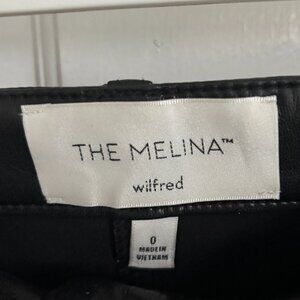 THE MELINA™
wilfred
0
MADE IN
VIETNAM